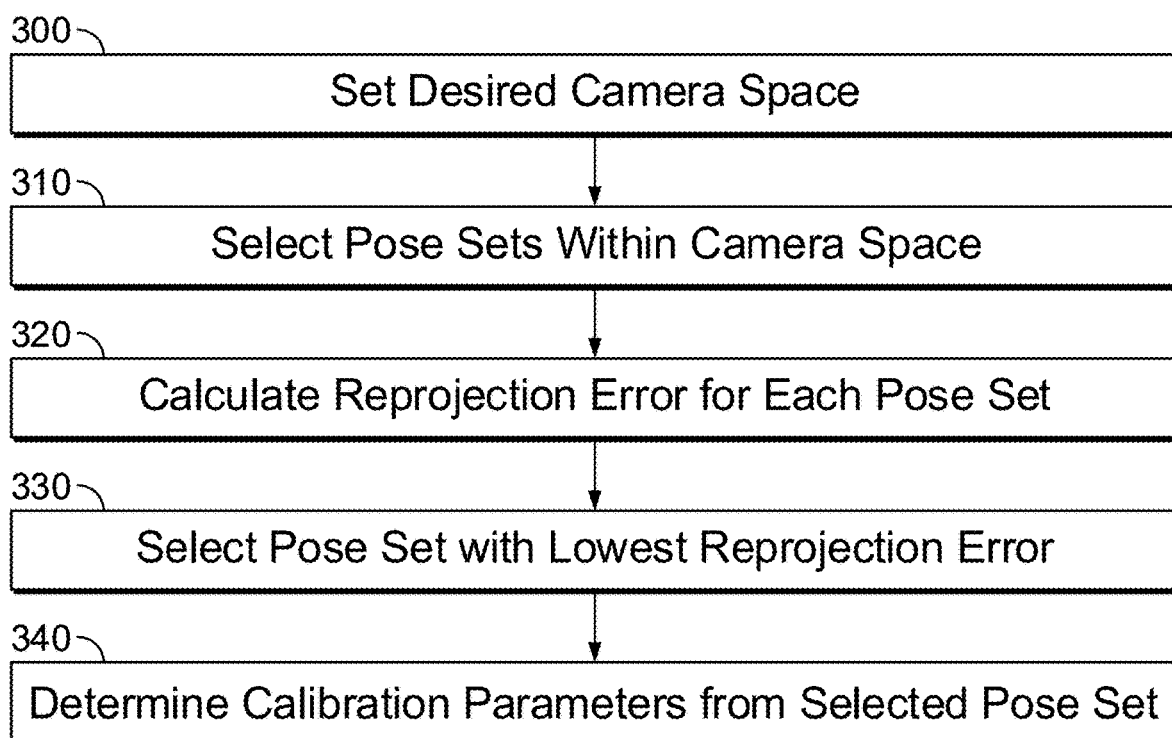 300
Set Desired Camera Space
310
Select Pose Sets Within Camera Space
320
Calculate Reprojection Error for Each Pose Set
330
Select Pose Set with Lowest Reprojection Error
340
Determine Calibration Parameters from Selected Pose Set